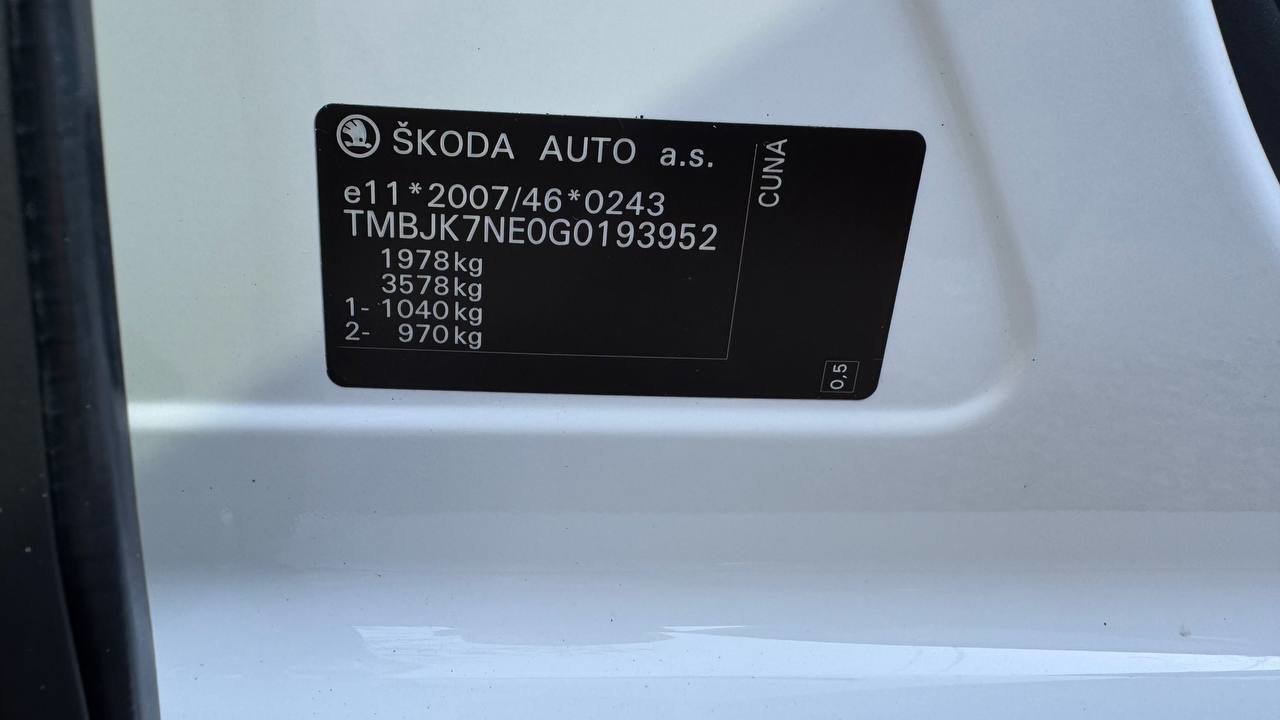 ŠKODA AUTO a.s.
e11*2007/46*0243
TMBJK7NE0G0193952
1978kg
3578kg
1- 1040kg
2- 970kg
CUNA
0,5